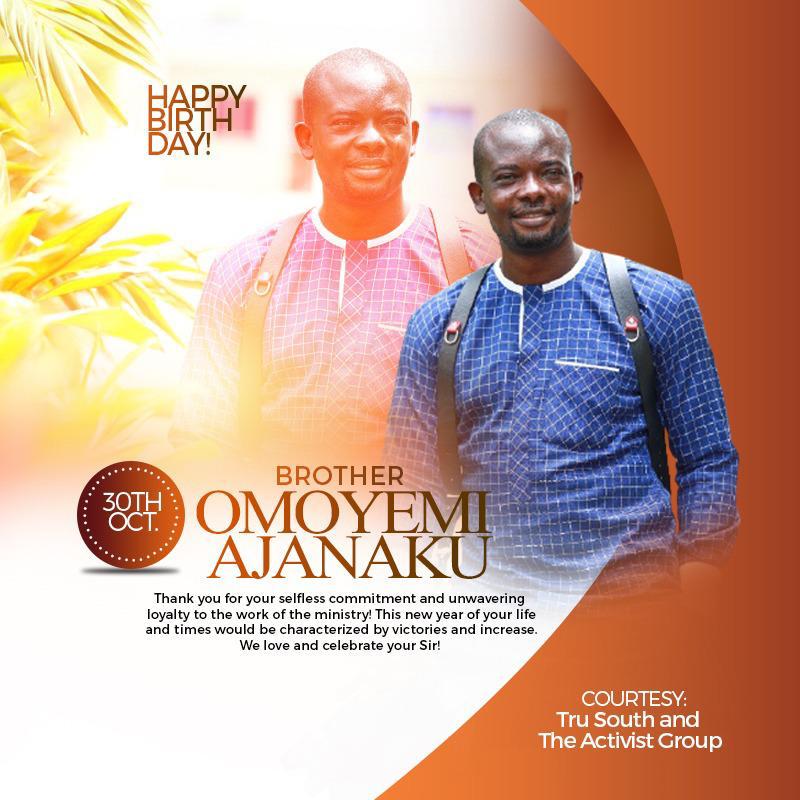 HAPPY
BIRTH
DAY!
30TH
OCT.
BROTHER
OMOYEMI
AJANAKU
Thank you for your selfless commitment and unwavering
loyalty to the work of the ministry! This new year of your life
and times would be characterized by victories and increase.
We love and celebrate your Sir!
COURTESY:
Tru South and
The Activist Group